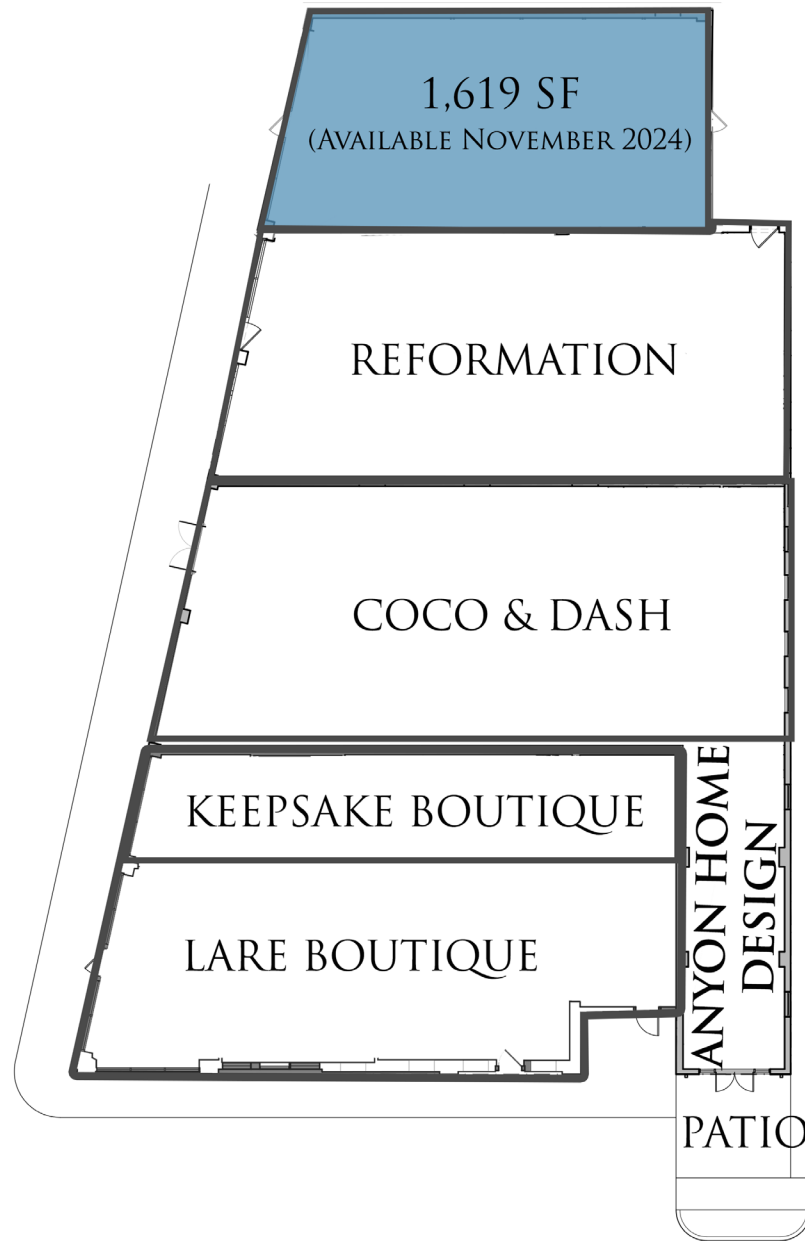 1,619 SF
(Available November 2024)
REFORMATION
COCO & DASH
KEEPSAKE BOUTIQUE
LARE BOUTIQUE
ANYON HOME
DESIGN
PATIO